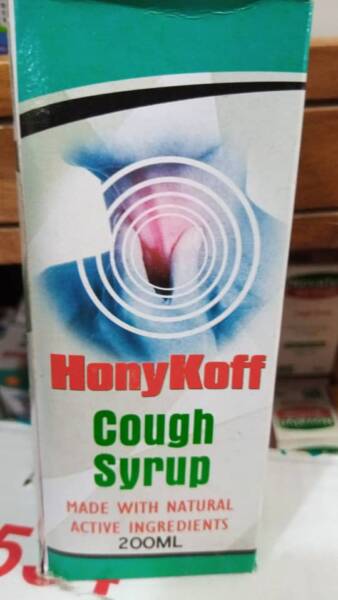 HonyKoff
Cough
Syrup
MADE WITH NATURAL
ACTIVE INGREDIENTS
200ML